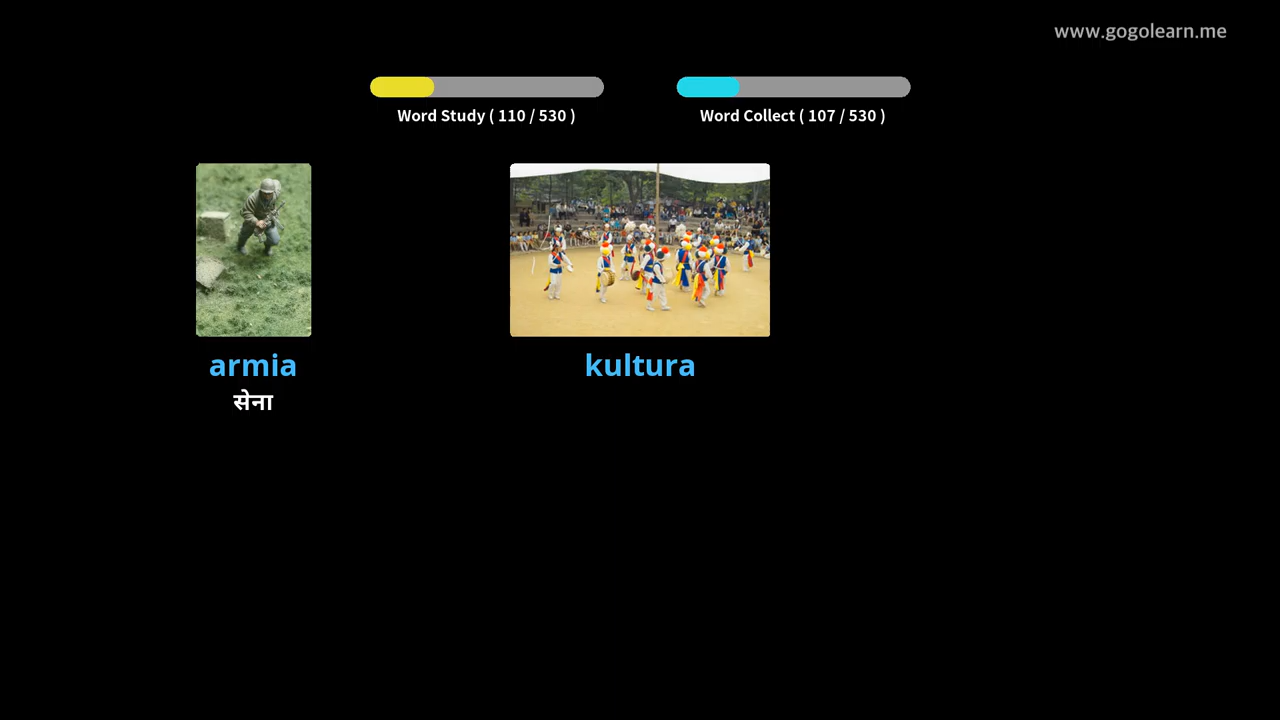 www.gogolearn.me
Word Study ( 110 / 530 )
Word Collect ( 107 / 530 )
armia
सेना
kultura